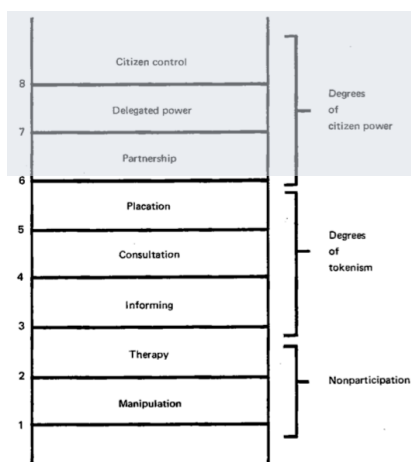 Citizen control
8
Delegated power
7
Partnership
6
Placation
5
Consultation
4
Informing
3
Therapy
2
Manipulation
1
Degrees
of
citizen power
Degrees
of
tokenism
Nonparticipation